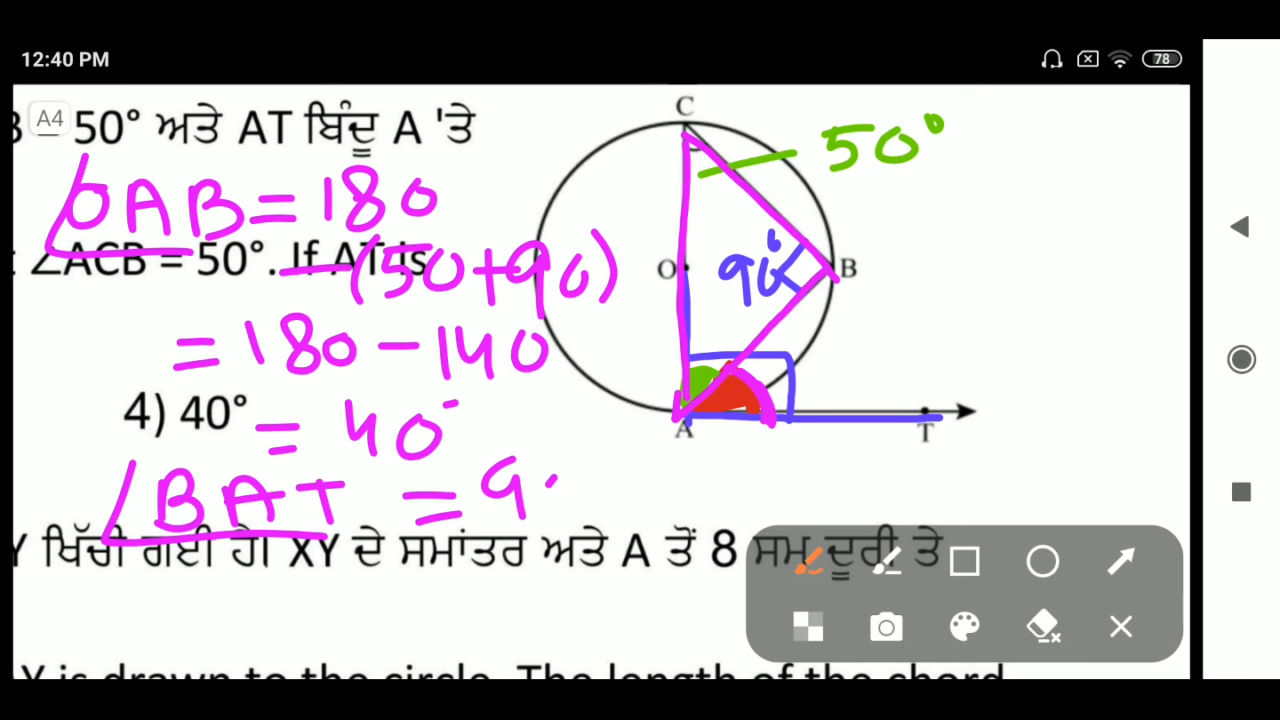 12:40 PM
78
A4
50° ਅਤੇ AT ਬਿੰਦੂ A 'ਤੇ
∠OAB = 180
∠ACB = 50°. If AT is
-(50+90)
= 180 - 140
4) 40°
= 40°
∠BAT = 9
C
50°
O
90°
B
A
T
Y ਖਿੱਚੀ ਗਈ ਹੈ। XY ਦੇ ਸਮਾਂਤਰ ਅਤੇ A ਤੋਂ 8 ਸਮ ਦੂਰੀ ਤੇ
Y is drawn to the circle. The length of the chord